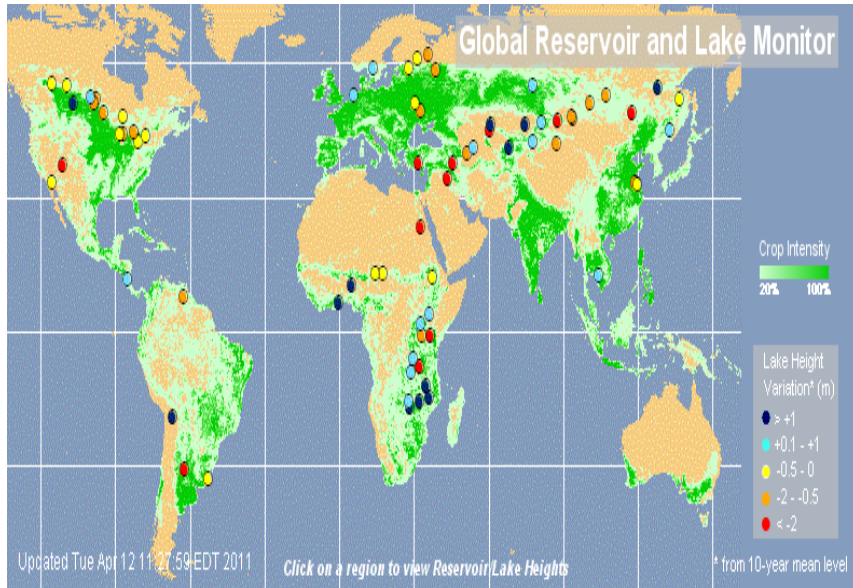 Global Reservoir and Lake Monitor
Crop Intensity
20% 100%
Lake Height
Variation* (m)
> +1
+0.1 - +1
-0.5 - 0
-2 - -0.5
< -2
Updated Tue Apr 12 11:27:59 EDT 2011
Click on a region to view Reservoir/Lake Heights
* from 10-year mean level